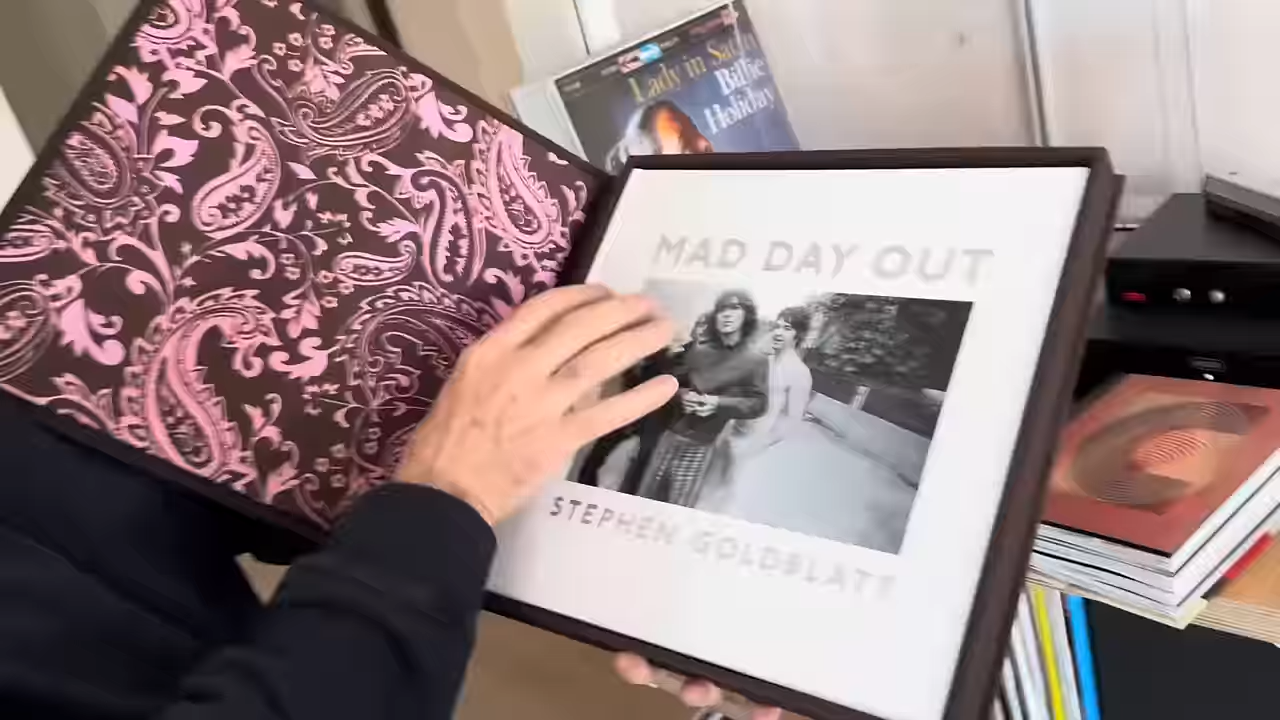 Lady in Satin
Billie
Holiday
MAD DAY OUT
STEPHEN GOLDBLATT